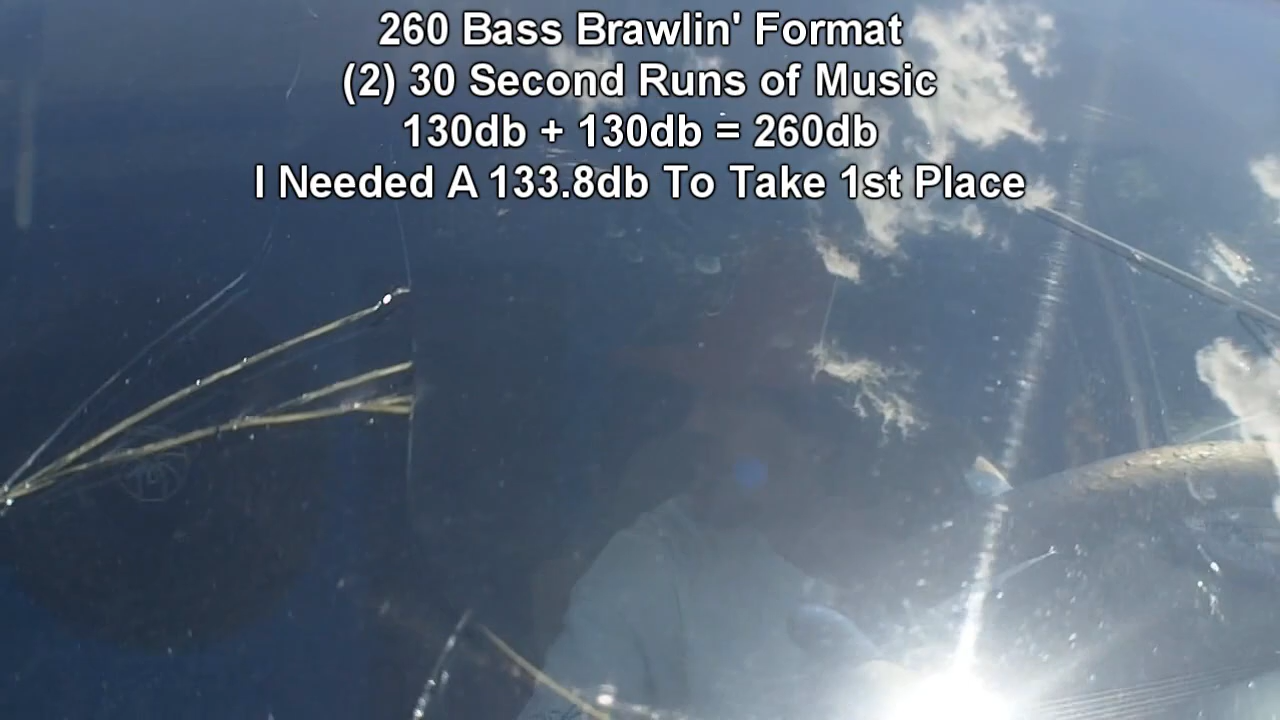 260 Bass Brawlin' Format
(2) 30 Second Runs of Music
130db + 130db = 260db
I Needed A 133.8db To Take 1st Place